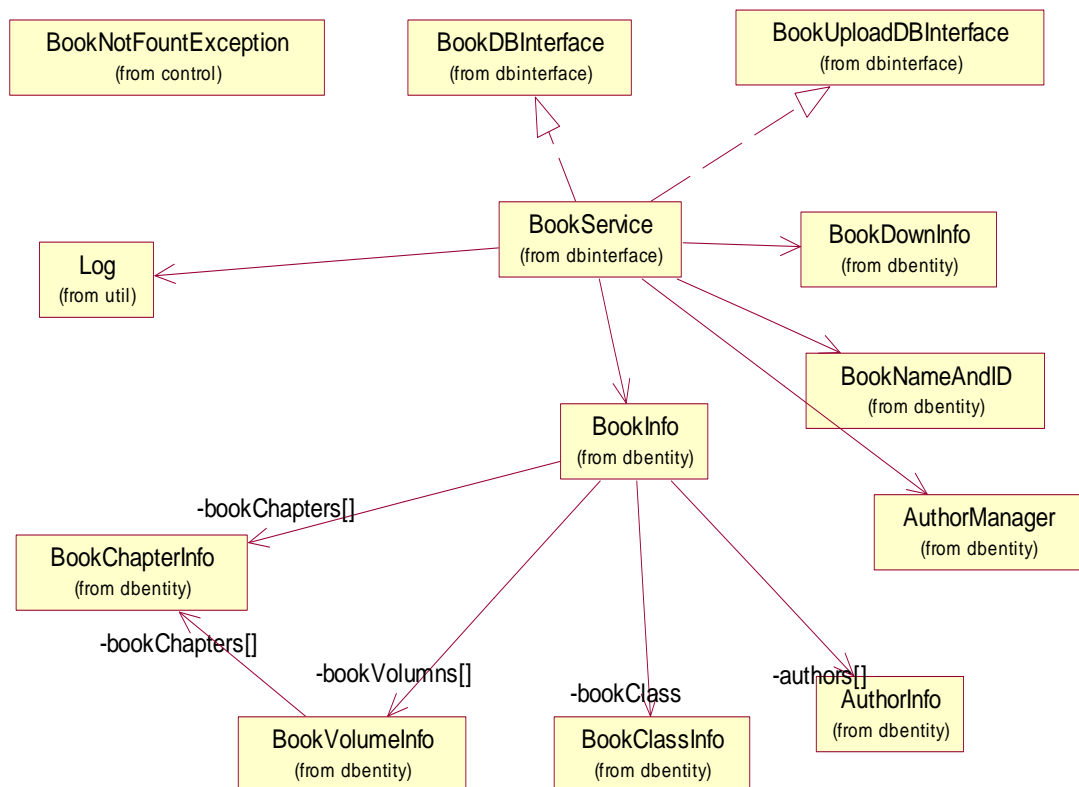 BookNotFountException
(from control)
BookDBInterface
(from dbinterface)
BookUploadDBInterface
(from dbinterface)
BookService
(from dbinterface)
BookDownInfo
(from dbentity)
Log
(from util)
BookNameAndID
(from dbentity)
BookInfo
(from dbentity)
-bookChapters[]
AuthorManager
(from dbentity)
BookChapterInfo
(from dbentity)
-bookChapters[]
-bookVolumns[]
-bookClass
-authors[]
AuthorInfo
(from dbentity)
BookVolumeInfo
(from dbentity)
BookClassInfo
(from dbentity)